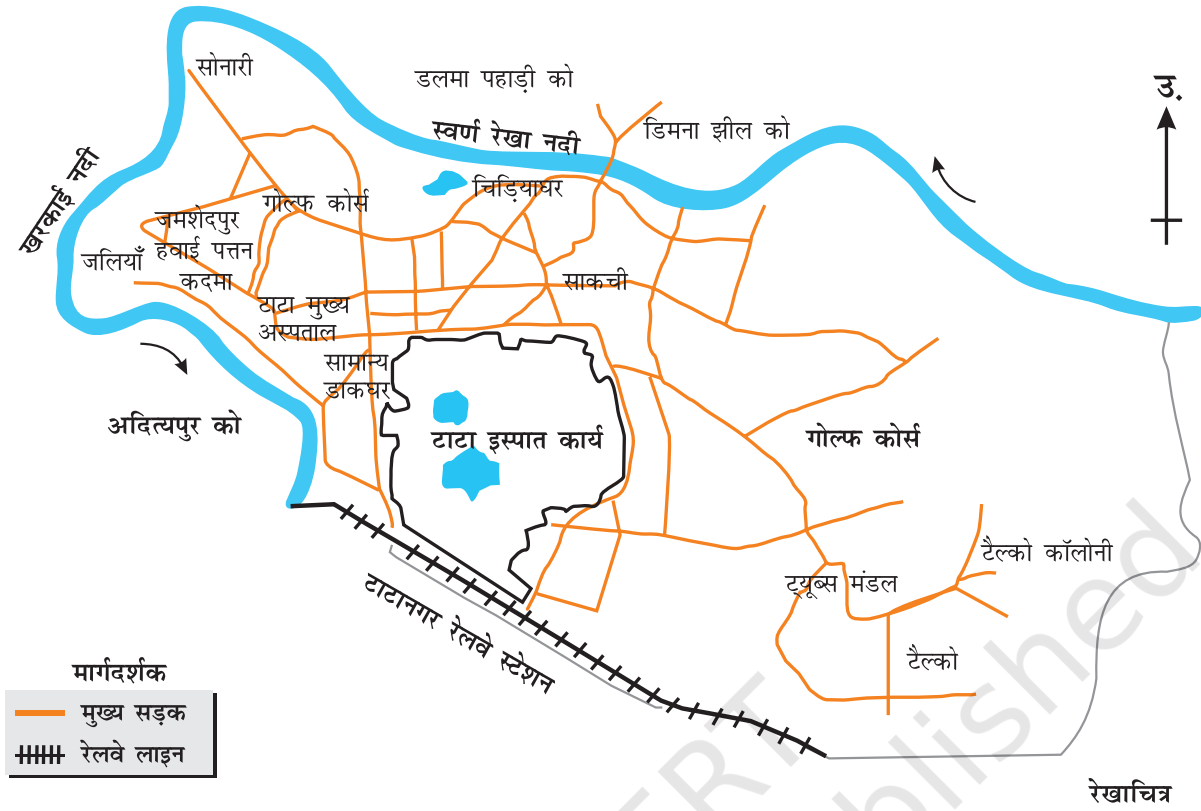 सोनारी
डलमा पहाड़ी को
उ.
स्वर्ण रेखा नदी
डिमना झील को
खरकाई नदी
चिड़ियाघर
गोल्फ कोर्स
जमशेदपुर
हवाई पत्तन
जलियाँ
कदमा
साकची
टाटा मुख्य
अस्पताल
सामान्य
डाकघर
अदित्यपुर को
टाटा इस्पात कार्य
गोल्फ कोर्स
टैल्को कॉलोनी
ट्यूब्स मंडल
टाटानगर रेलवे स्टेशन
टैल्को
मार्गदर्शक
मुख्य सड़क
रेलवे लाइन
रेखाचित्र